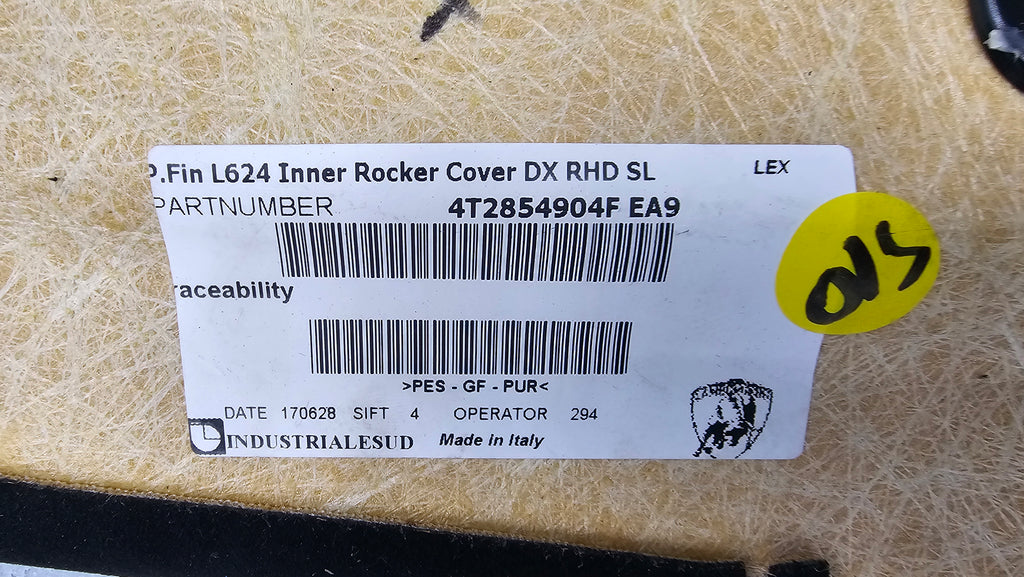 P.Fin L624 Inner Rocker Cover DX RHD SL LEX
PARTNUMBER 4T2854904F EA9
raceability
>PES - GF - PUR<
DATE 170628 SIFT 4 OPERATOR 294
INDUSTRIALESUD Made in Italy